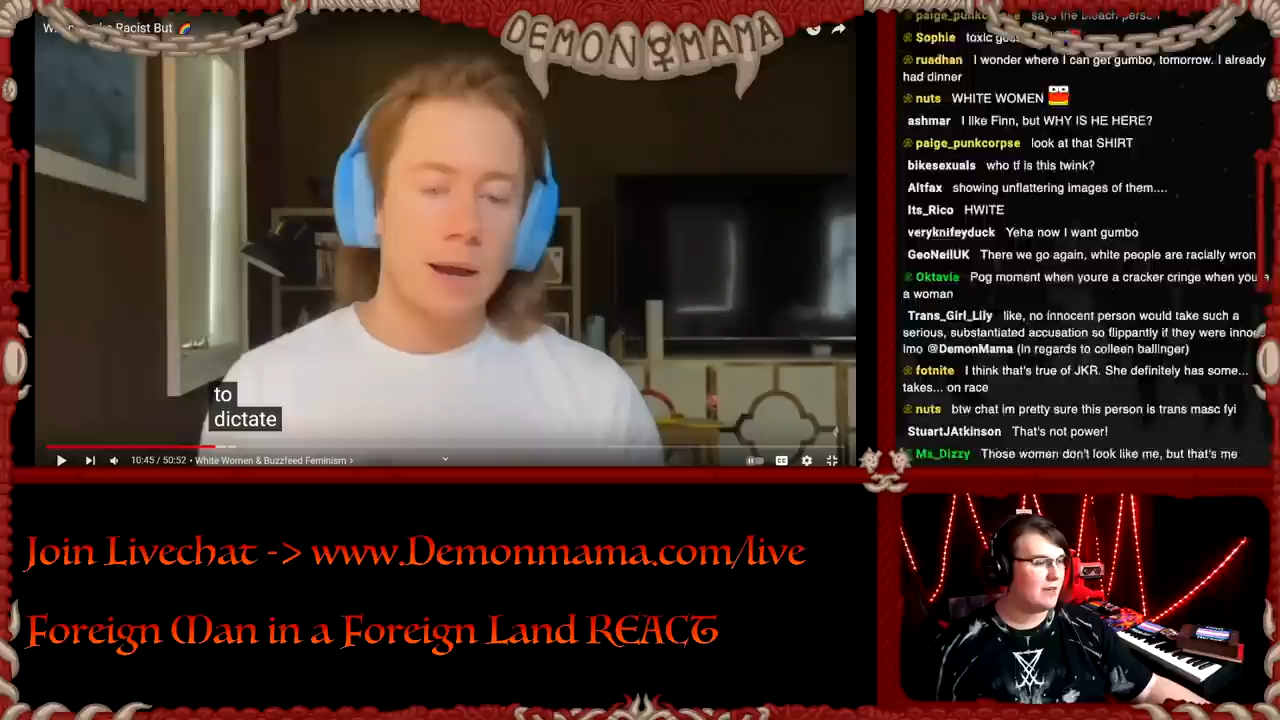 Racist But 🌈
DEMON MAMA
to
dictate
10:45 / 50:52 • White Women & Buzzfeed Feminism >
CC
paige_punkc says the bleach person
Sophie toxic
ruadhan I wonder where I can get gumbo, tomorrow. I already
had dinner
nuts WHITE WOMEN
ashmar I like Finn, but WHY IS HE HERE?
paige_punkcorpse look at that SHIRT
bikesexuals who tf is this twink?
Altfax showing unflattering images of them....
Its_Rico HWITE
veryknifeyduck Yeha now I want gumbo
GeoNeilUK There we go again, white people are racially wron
Oktavia Pog moment when youre a cracker cringe when you
a woman
Trans_Girl_Lily like, no innocent person would take such a
serious, substantiated accusation so flippantly if they were inno
imo @DemonMama (in regards to colleen ballinger)
fotnite I think that's true of JKR. She definitely has some...
takes... on race
nuts btw chat im pretty sure this person is trans masc fyi
StuartJAtkinson That's not power!
Ms_Dizzy Those women don't look like me, but that's me
Join Livechat -> www.Demonmama.com/live
Foreign Man in a Foreign Land REACT